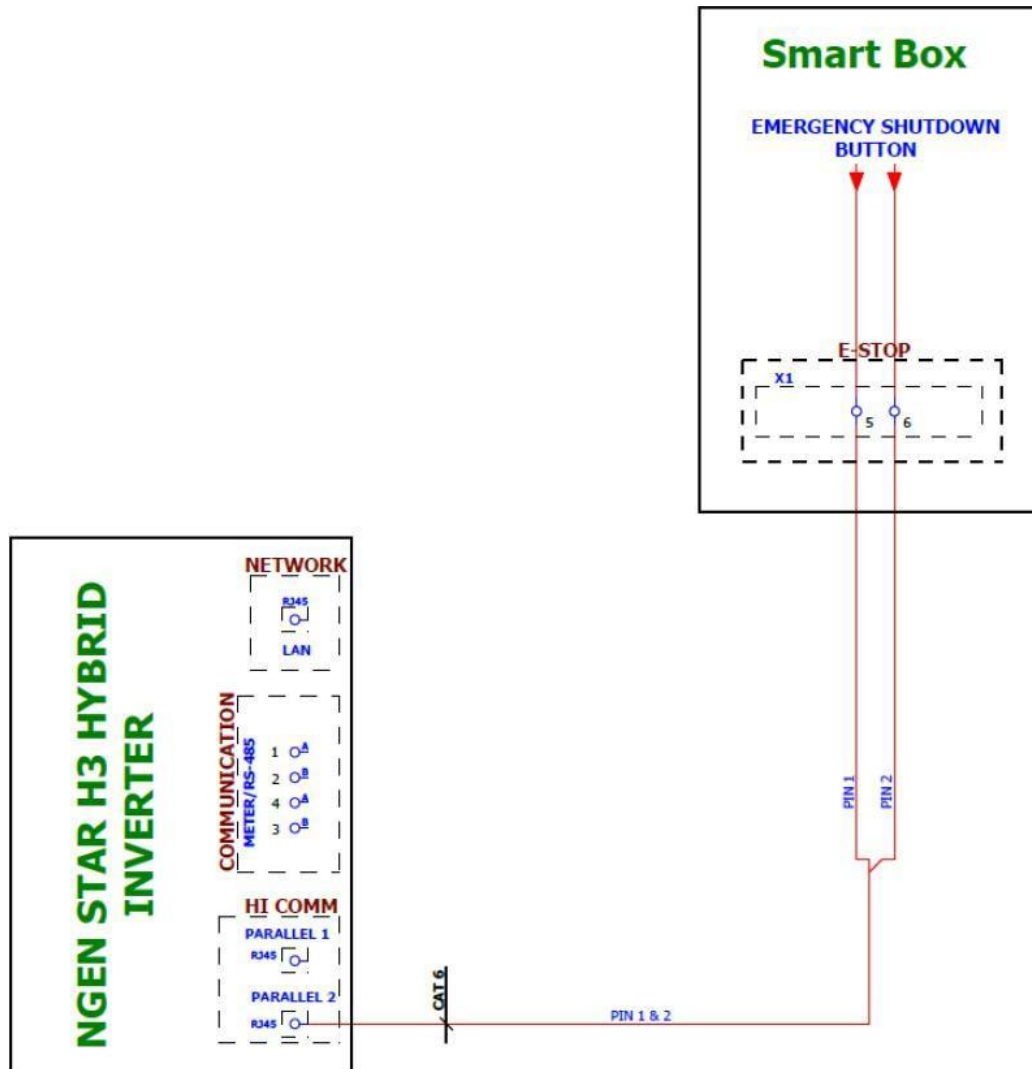 Smart Box
EMERGENCY SHUTDOWN
BUTTON
E-STOP
X1
5
6
PIN 1
PIN 2
NGEN STAR H3 HYBRID
INVERTER
NETWORK
RJ45
LAN
COMMUNICATION
METER/RS-485
1 A
2 B
4 A
3 B
HI COMM
PARALLEL 1
RJ45
PARALLEL 2
RJ45
CAT 6
PIN 1 & 2